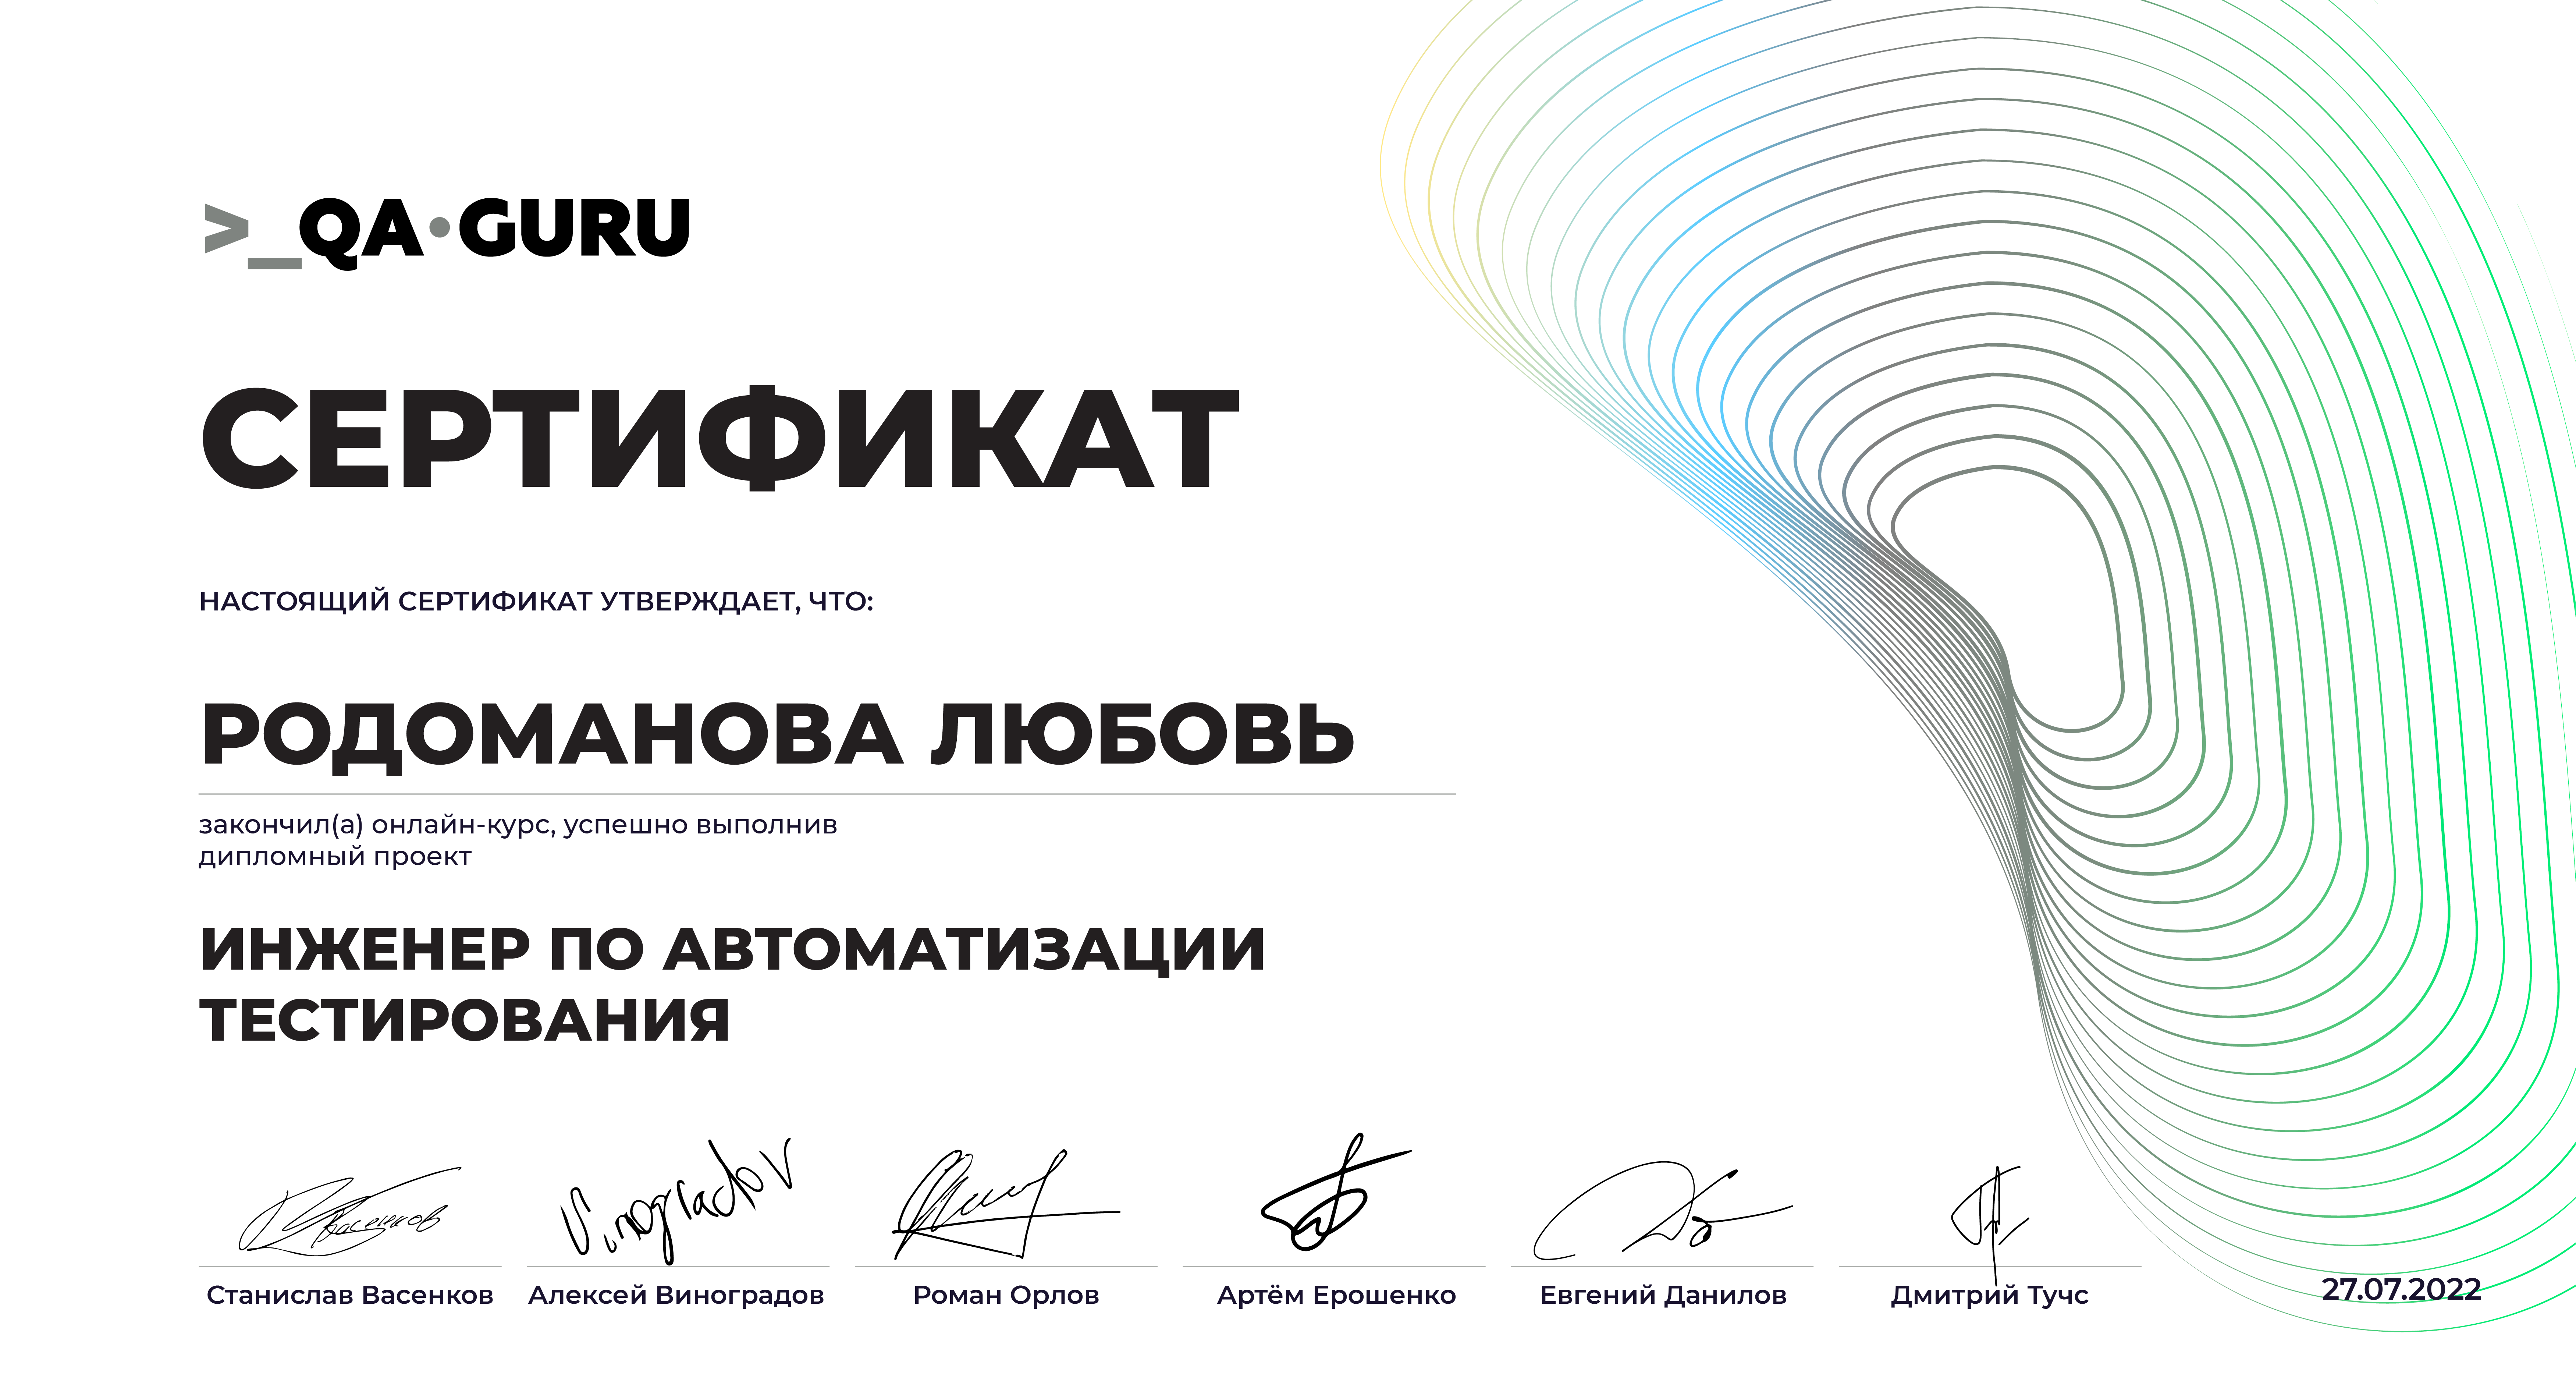 >_QA•GURU
СЕРТИФИКАТ
НАСТОЯЩИЙ СЕРТИФИКАТ УТВЕРЖДАЕТ, ЧТО:
РОДОМАНОВА ЛЮБОВЬ
закончил(а) онлайн-курс, успешно выполнив
дипломный проект
ИНЖЕНЕР ПО АВТОМАТИЗАЦИИ
ТЕСТИРОВАНИЯ
Васенков Vinogradov
Станислав Васенков Алексей Виноградов Роман Орлов Артём Ерошенко Евгений Данилов Дмитрий Тучс 27.07.2022